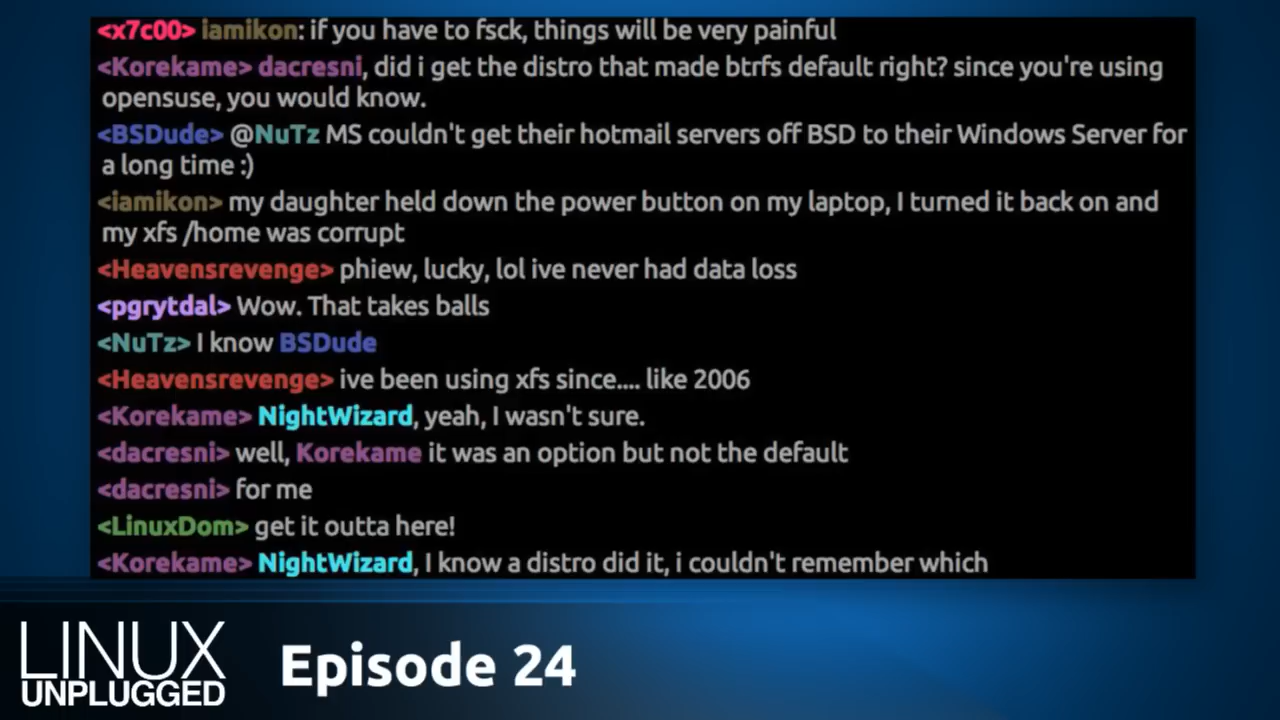 <x7c00> iamikon: if you have to fsck, things will be very painful
<Korekame> dacresni, did i get the distro that made btrfs default right? since you're using
opensuse, you would know.
<BSDude> @NuTz MS couldn't get their hotmail servers off BSD to their Windows Server for
a long time :)
<iamikon> my daughter held down the power button on my laptop, I turned it back on and
my xfs /home was corrupt
<Heavensrevenge> phiew, lucky, lol ive never had data loss
<pgrytdal> Wow. That takes balls
<NuTz> I know BSDude
<Heavensrevenge> ive been using xfs since.... like 2006
<Korekame> NightWizard, yeah, I wasn't sure.
<dacresni> well, Korekame it was an option but not the default
<dacresni> for me
<LinuxDom> get it outta here!
<Korekame> NightWizard, I know a distro did it, i couldn't remember which
LINUX
UNPLUGGED
Episode 24